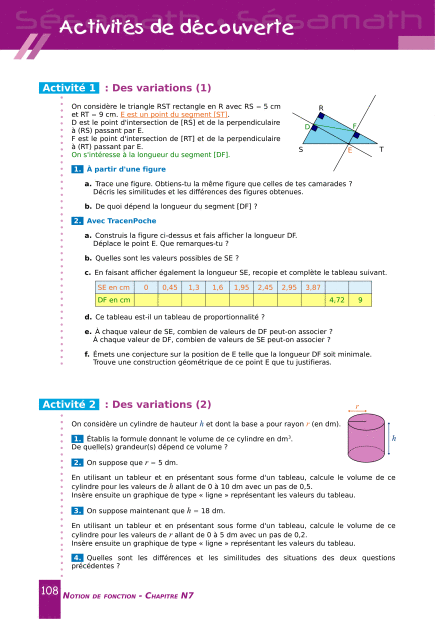 Sésamath Sésamath Sésamath
Activités de découverte
Activité 1 : Des variations (1)
On considère le triangle RST rectangle en R avec RS = 5 cm
et RT = 9 cm. E est un point du segment [ST].
D est le point d'intersection de [RS] et de la perpendiculaire
à (RS) passant par E.
F est le point d'intersection de [RT] et de la perpendiculaire
à (RT) passant par E.
On s'intéresse à la longueur du segment [DF].
R
D
F
S
E
T
1. À partir d'une figure
a. Trace une figure. Obtiens-tu la même figure que celles de tes camarades ?
Décris les similitudes et les différences des figures obtenues.
b. De quoi dépend la longueur du segment [DF] ?
2. Avec TracenPoche
a. Construis la figure ci-dessus et fais afficher la longueur DF.
Déplace le point E. Que remarques-tu ?
b. Quelles sont les valeurs possibles de SE ?
c. En faisant afficher également la longueur SE, recopie et complète le tableau suivant.
SE en cm 0 0,45 1,3 1,6 1,95 2,45 2,95 3,87
DF en cm 4,72 9
d. Ce tableau est-il un tableau de proportionnalité ?
e. À chaque valeur de SE, combien de valeurs de DF peut-on associer ?
À chaque valeur de DF, combien de valeurs de SE peut-on associer ?
f. Émets une conjecture sur la position de E telle que la longueur DF soit minimale.
Trouve une construction géométrique de ce point E que tu justifieras.
Activité 2 : Des variations (2)
On considère un cylindre de hauteur h et dont la base a pour rayon r (en dm).
r
h
1. Établis la formule donnant le volume de ce cylindre en dm³.
De quelle(s) grandeur(s) dépend ce volume ?
2. On suppose que r = 5 dm.
En utilisant un tableur et en présentant sous forme d'un tableau, calcule le volume de ce
cylindre pour les valeurs de h allant de 0 à 10 dm avec un pas de 0,5.
Insère ensuite un graphique de type « ligne » représentant les valeurs du tableau.
3. On suppose maintenant que h = 18 dm.
En utilisant un tableur et en présentant sous forme d'un tableau, calcule le volume de ce
cylindre pour les valeurs de r allant de 0 à 5 dm avec un pas de 0,2.
Insère ensuite un graphique de type « ligne » représentant les valeurs du tableau.
4. Quelles sont les différences et les similitudes des situations des deux questions
précédentes ?
108 NOTION DE FONCTION – CHAPITRE N7